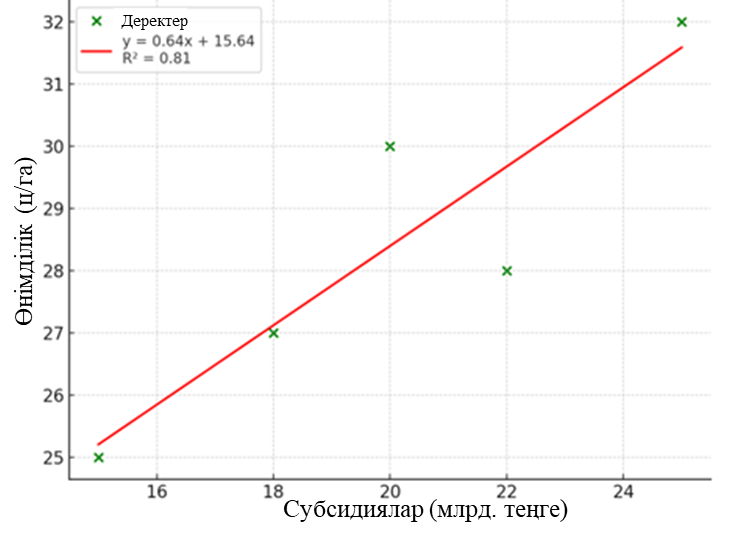 Деректер
y = 0.64x + 15.64
R² = 0.81
32
31
30
29
28
27
26
25
Өнімділік (ц/га)
16 18 20 22 24
Субсидиялар (млрд. теңге)